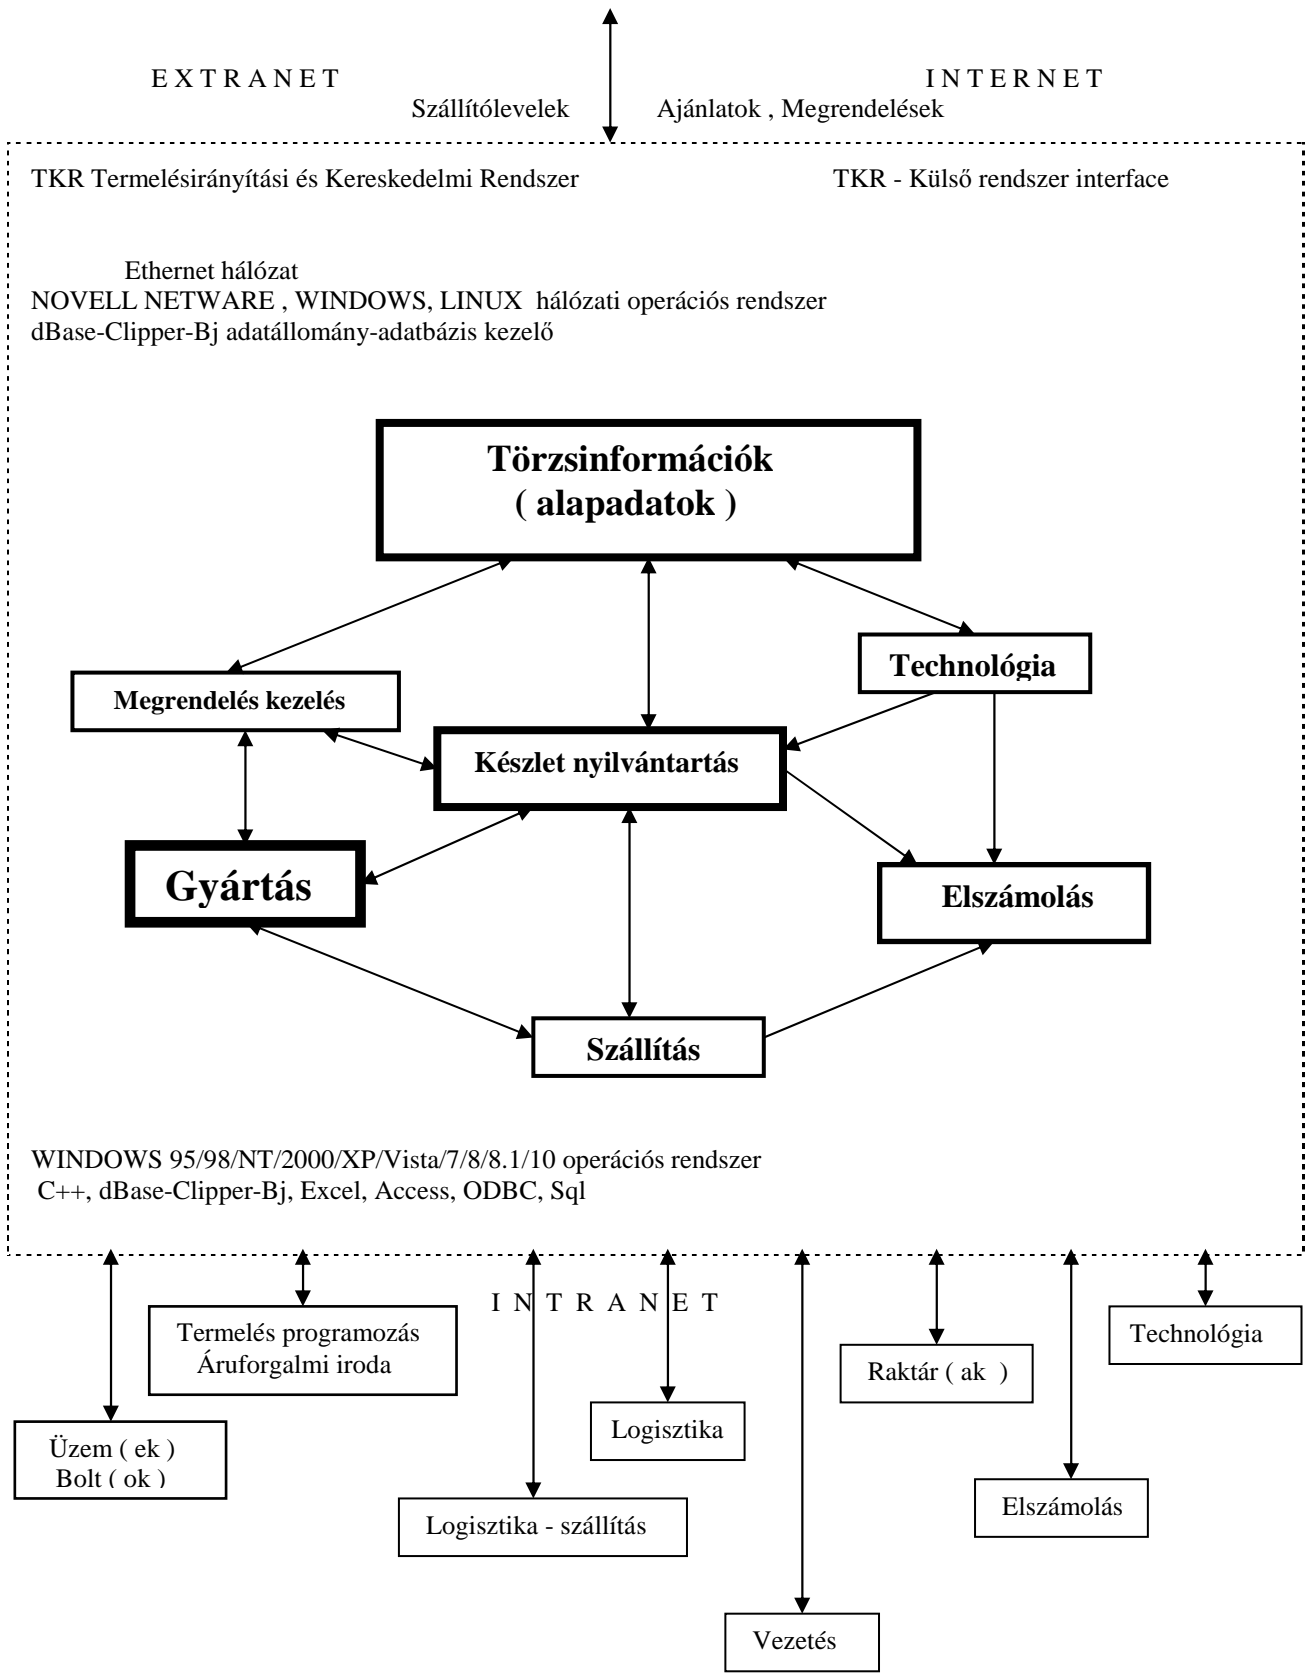 E X T R A N E T
I N T E R N E T
Szállítólevelek
Ajánlatok , Megrendelések
TKR Termelésirányítási és Kereskedelmi Rendszer
TKR - Külső rendszer interface
Ethernet hálózat
NOVELL NETWARE , WINDOWS, LINUX hálózati operációs rendszer
dBase-Clipper-Bj adatállomány-adatbázis kezelő
Törzsinformációk
( alapadatok )
Technológia
Megrendelés kezelés
Készlet nyilvántartás
Gyártás
Elszámolás
Szállítás
WINDOWS 95/98/NT/2000/XP/Vista/7/8/8.1/10 operációs rendszer
C++, dBase-Clipper-Bj, Excel, Access, ODBC, Sql
I N T R A N E T
Termelés programozás
Áruforgalmi iroda
Technológia
Raktár ( ak )
Logisztika
Üzem ( ek )
Bolt ( ok )
Elszámolás
Logisztika - szállítás
Vezetés